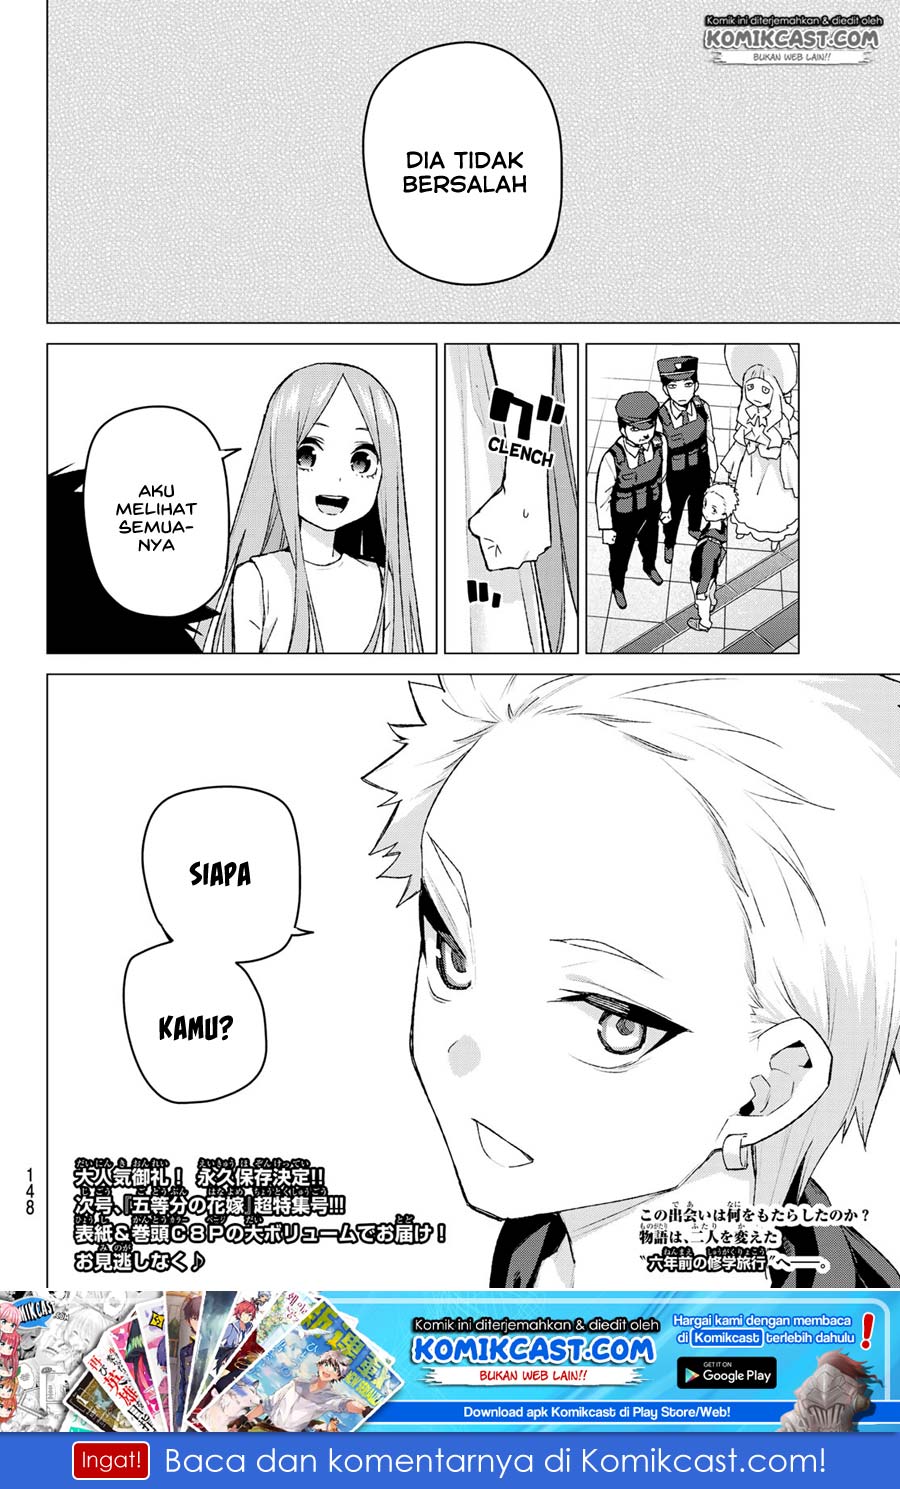 Komik ini diterjemahkan & diedit oleh
KOMIKCAST.COM
BUKAN WEB LAIN!!
DIA TIDAK
BERSALAH
グッ
CLENCH
AKU
MELIHAT
SEMUA-
NYA
SIAPA
KAMU?
148
大人気御礼! 永久保存決定!!
次号、『五等分の花嫁』超特集号!!!
表紙&巻頭C8Pの大ボリュームでお届け!
お見逃しなく♪
この出会いは何をもたらしたのか?
物語は、二人を変えた
〝六年前の修学旅行〟へ——。
Komik ini diterjemahkan & diedit oleh
KOMIKCAST.COM
BUKAN WEB LAIN!!
Hargai kami dengan membaca
di Komikcast terlebih dahulu !
GET IT ON
Google Play
Download apk Komikcast di Play Store/Web!
Ingat! Baca dan komentarnya di Komikcast.com!